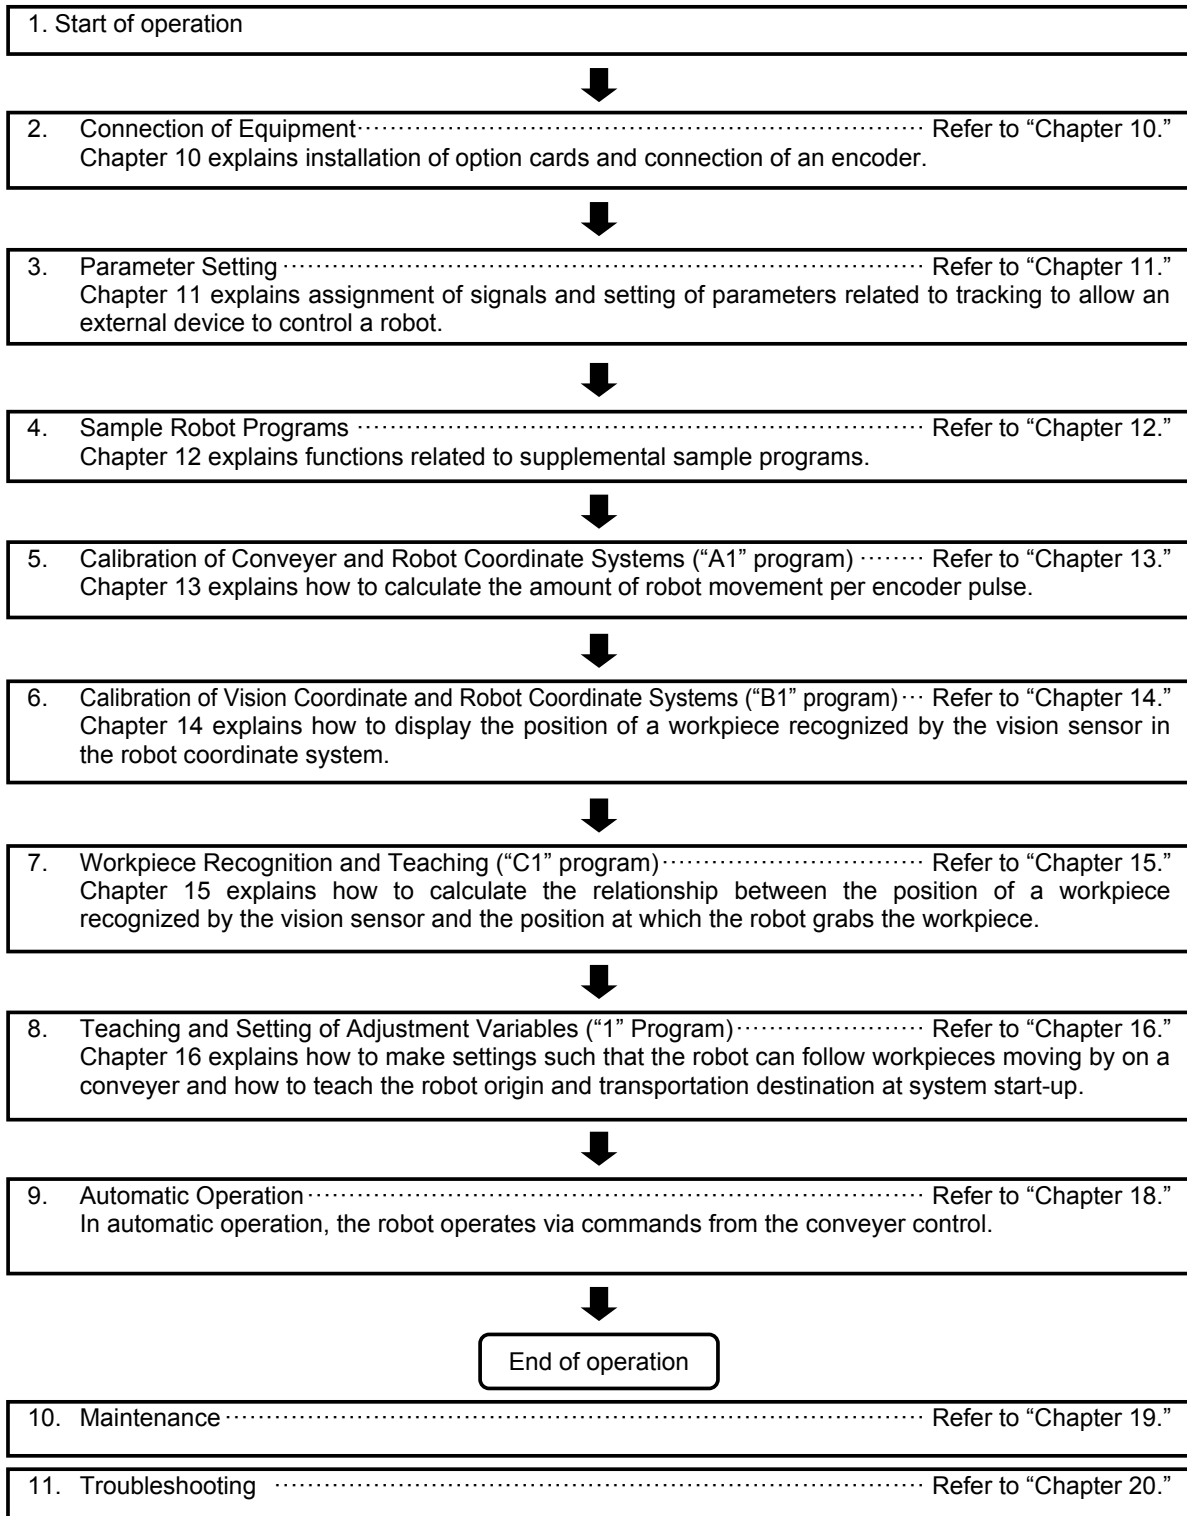 1. Start of operation
2. Connection of Equipment······································································ Refer to “Chapter 10.”
Chapter 10 explains installation of option cards and connection of an encoder.
3. Parameter Setting ··············································································· Refer to “Chapter 11.”
Chapter 11 explains assignment of signals and setting of parameters related to tracking to allow an
external device to control a robot.
4. Sample Robot Programs ······································································ Refer to “Chapter 12.”
Chapter 12 explains functions related to supplemental sample programs.
5. Calibration of Conveyer and Robot Coordinate Systems (“A1” program) ········ Refer to “Chapter 13.”
Chapter 13 explains how to calculate the amount of robot movement per encoder pulse.
6. Calibration of Vision Coordinate and Robot Coordinate Systems (“B1” program)··· Refer to “Chapter 14.”
Chapter 14 explains how to display the position of a workpiece recognized by the vision sensor in
the robot coordinate system.
7. Workpiece Recognition and Teaching (“C1” program)································ Refer to “Chapter 15.”
Chapter 15 explains how to calculate the relationship between the position of a workpiece
recognized by the vision sensor and the position at which the robot grabs the workpiece.
8. Teaching and Setting of Adjustment Variables (“1” Program)······················· Refer to “Chapter 16.”
Chapter 16 explains how to make settings such that the robot can follow workpieces moving by on a
conveyer and how to teach the robot origin and transportation destination at system start-up.
9. Automatic Operation············································································ Refer to “Chapter 18.”
In automatic operation, the robot operates via commands from the conveyer control.
End of operation
10. Maintenance ····················································································· Refer to “Chapter 19.”
11. Troubleshooting ················································································ Refer to “Chapter 20.”